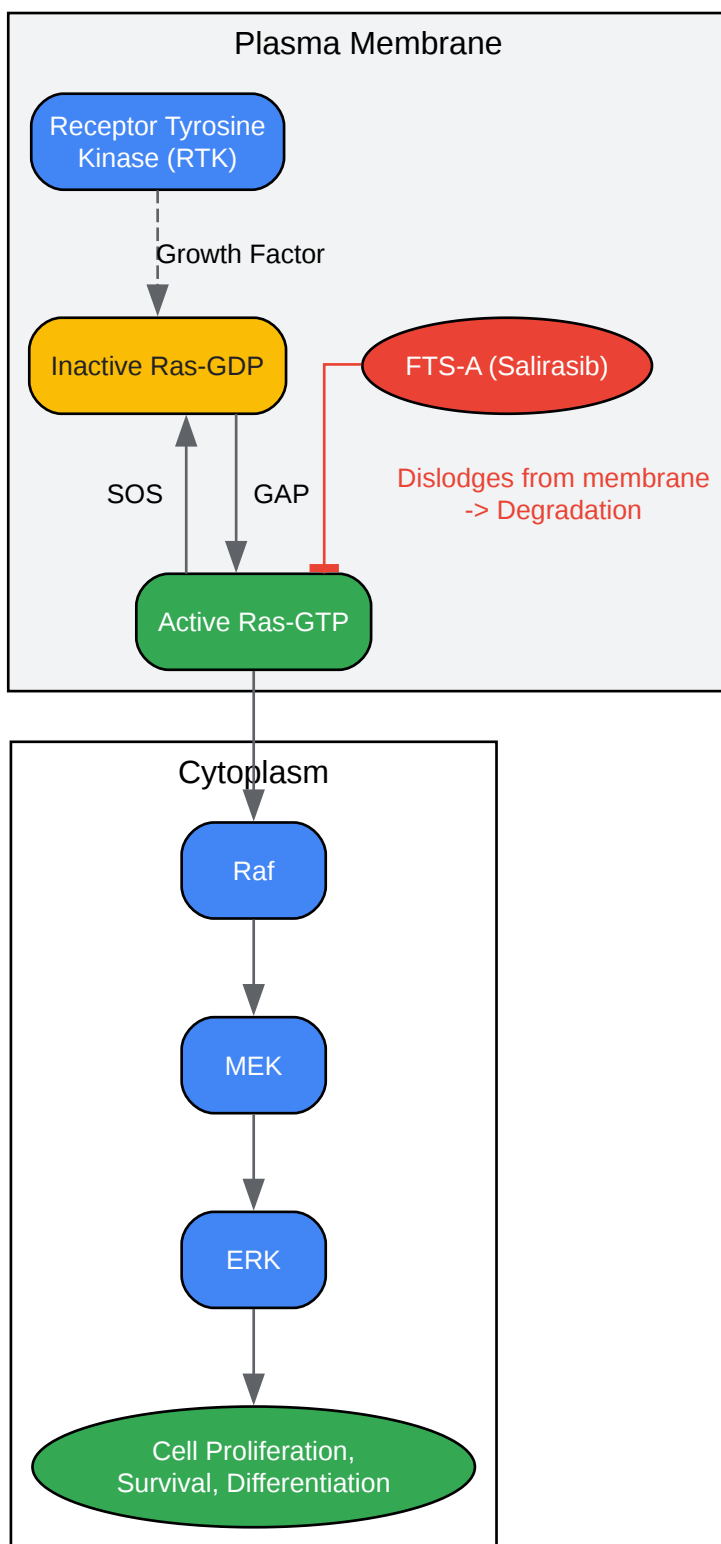 Plasma Membrane
Receptor Tyrosine
Kinase (RTK)
Growth Factor
Inactive Ras-GDP
FTS-A (Salirasib)
SOS
GAP
Dislodges from membrane
-> Degradation
Active Ras-GTP
Cytoplasm
Raf
MEK
ERK
Cell Proliferation,
Survival, Differentiation